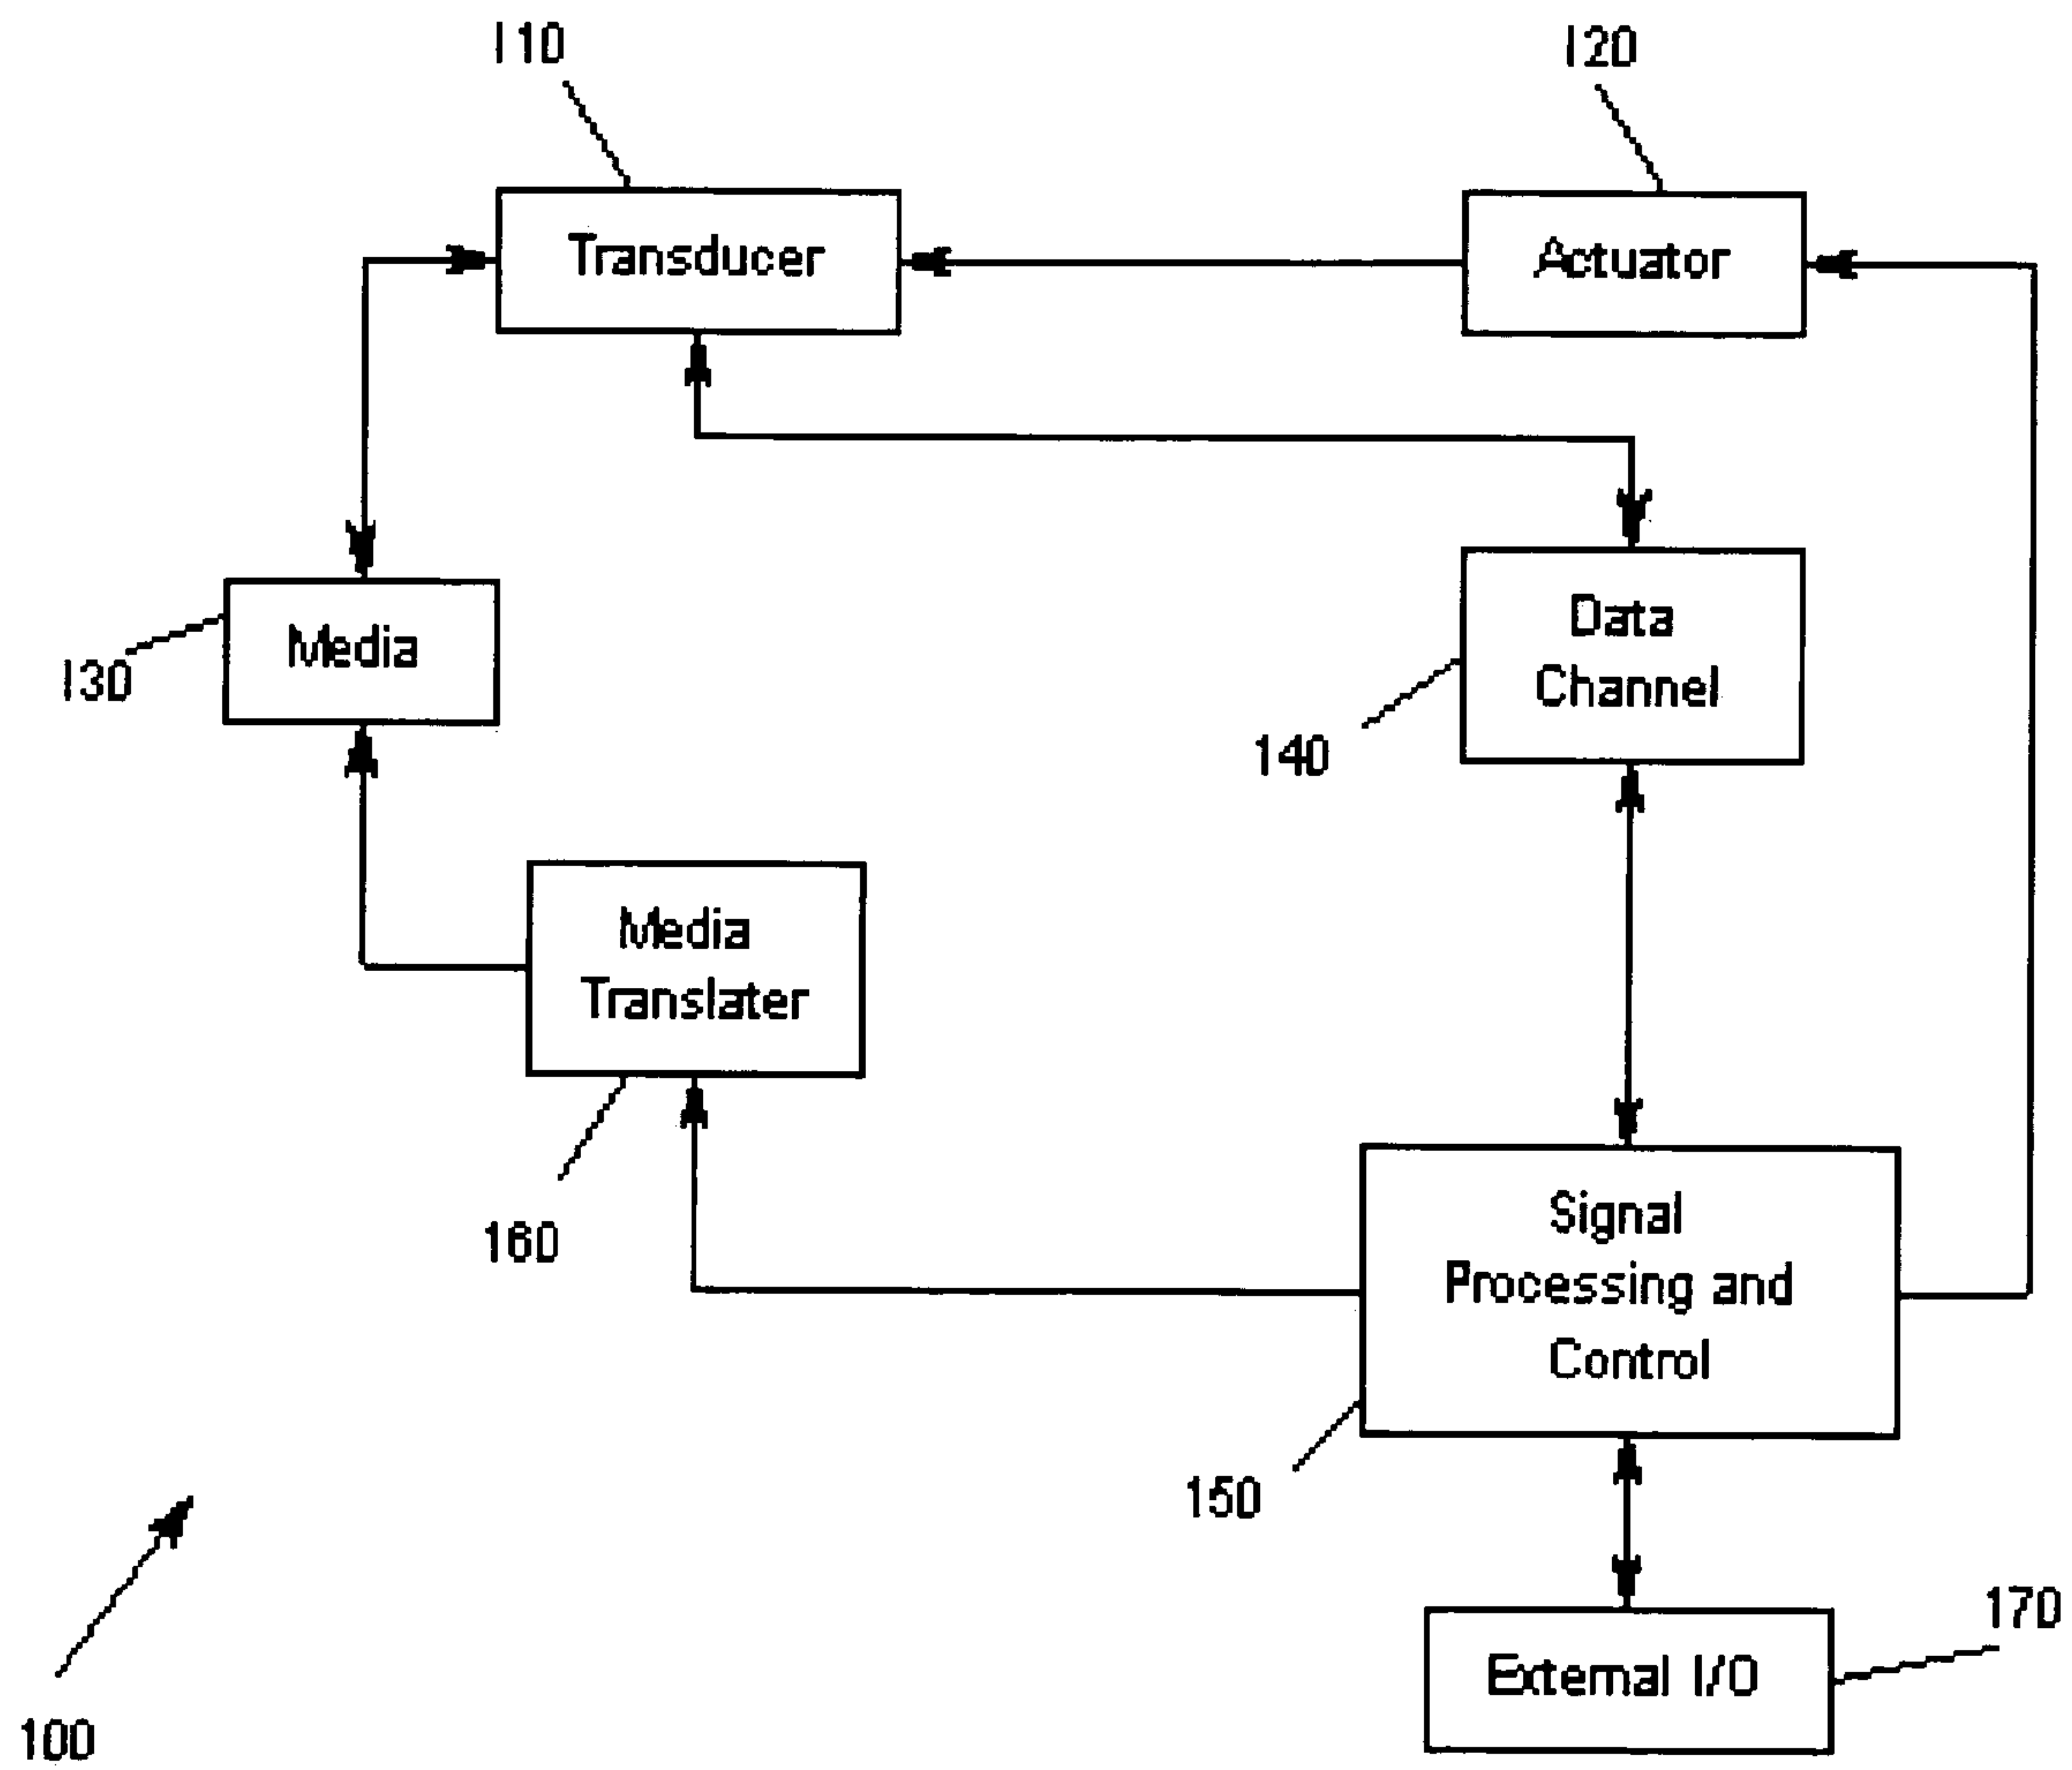 110
120
Transducer
Actuator
Media
130
Data
Channel
140
Media
Translater
160
Signal
Processing and
Control
150
170
External I/O
100